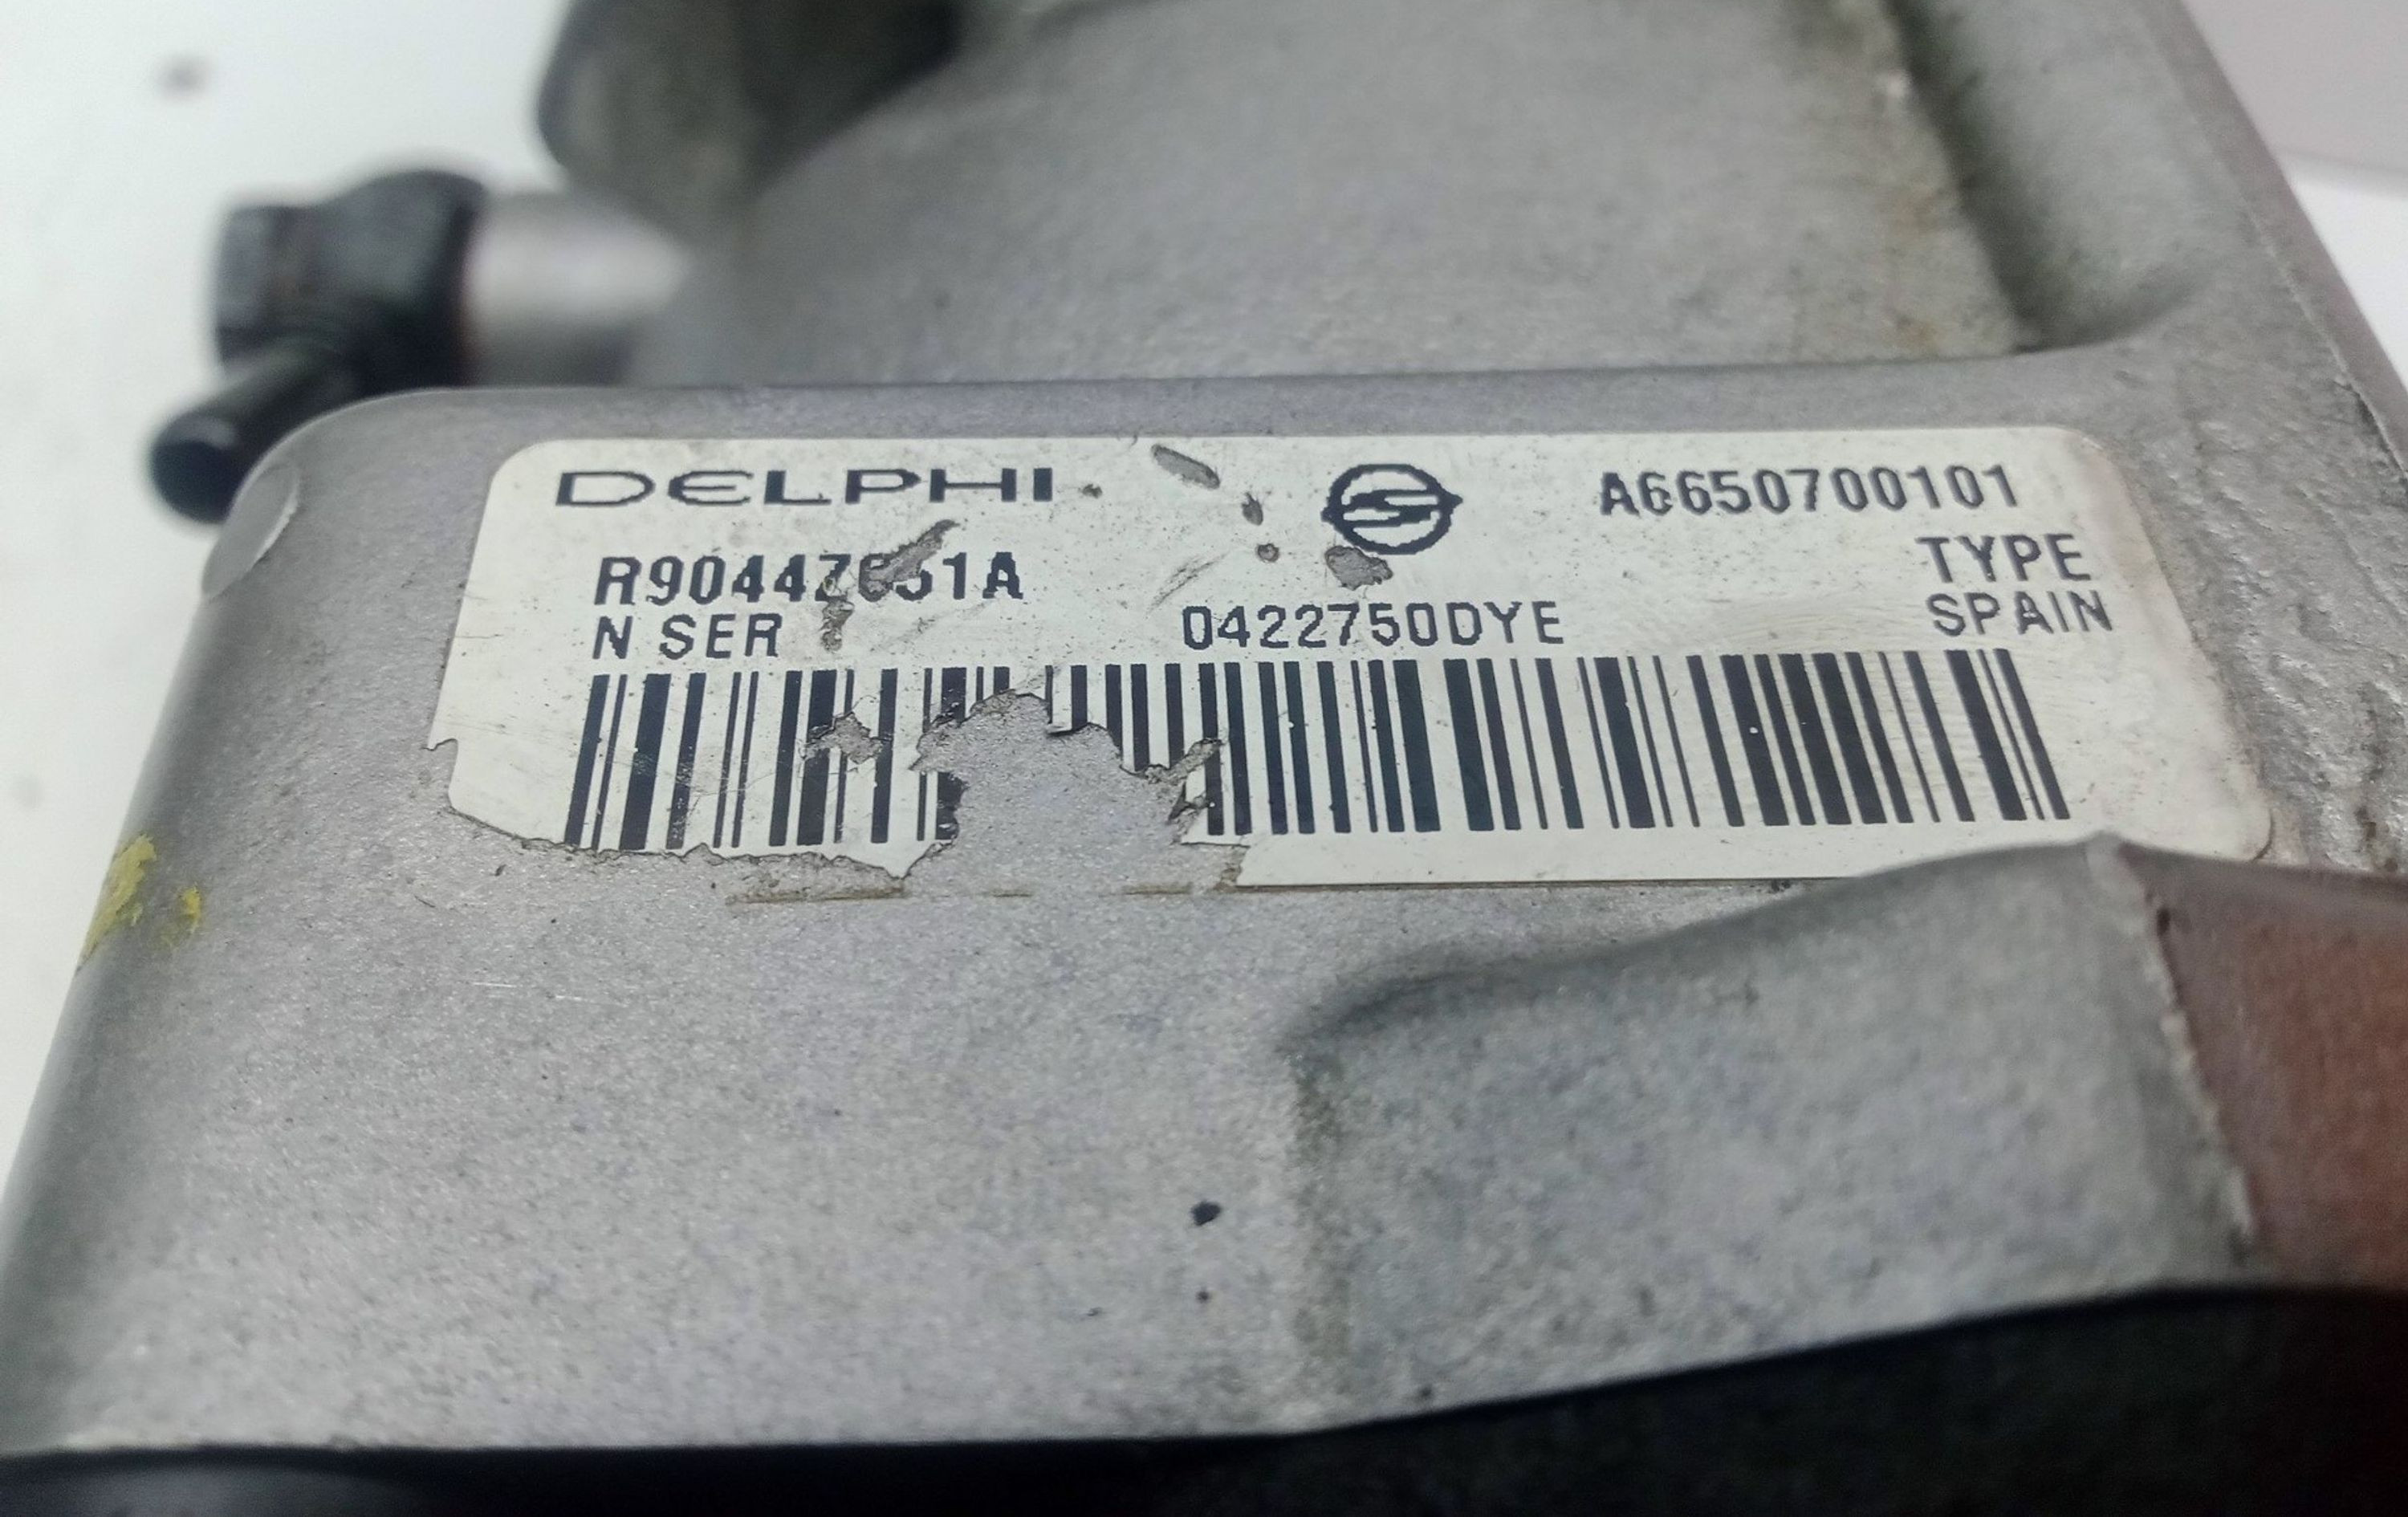 DELPHI
A6650700101
TYPE
N SER
0422750DYE
SPAIN